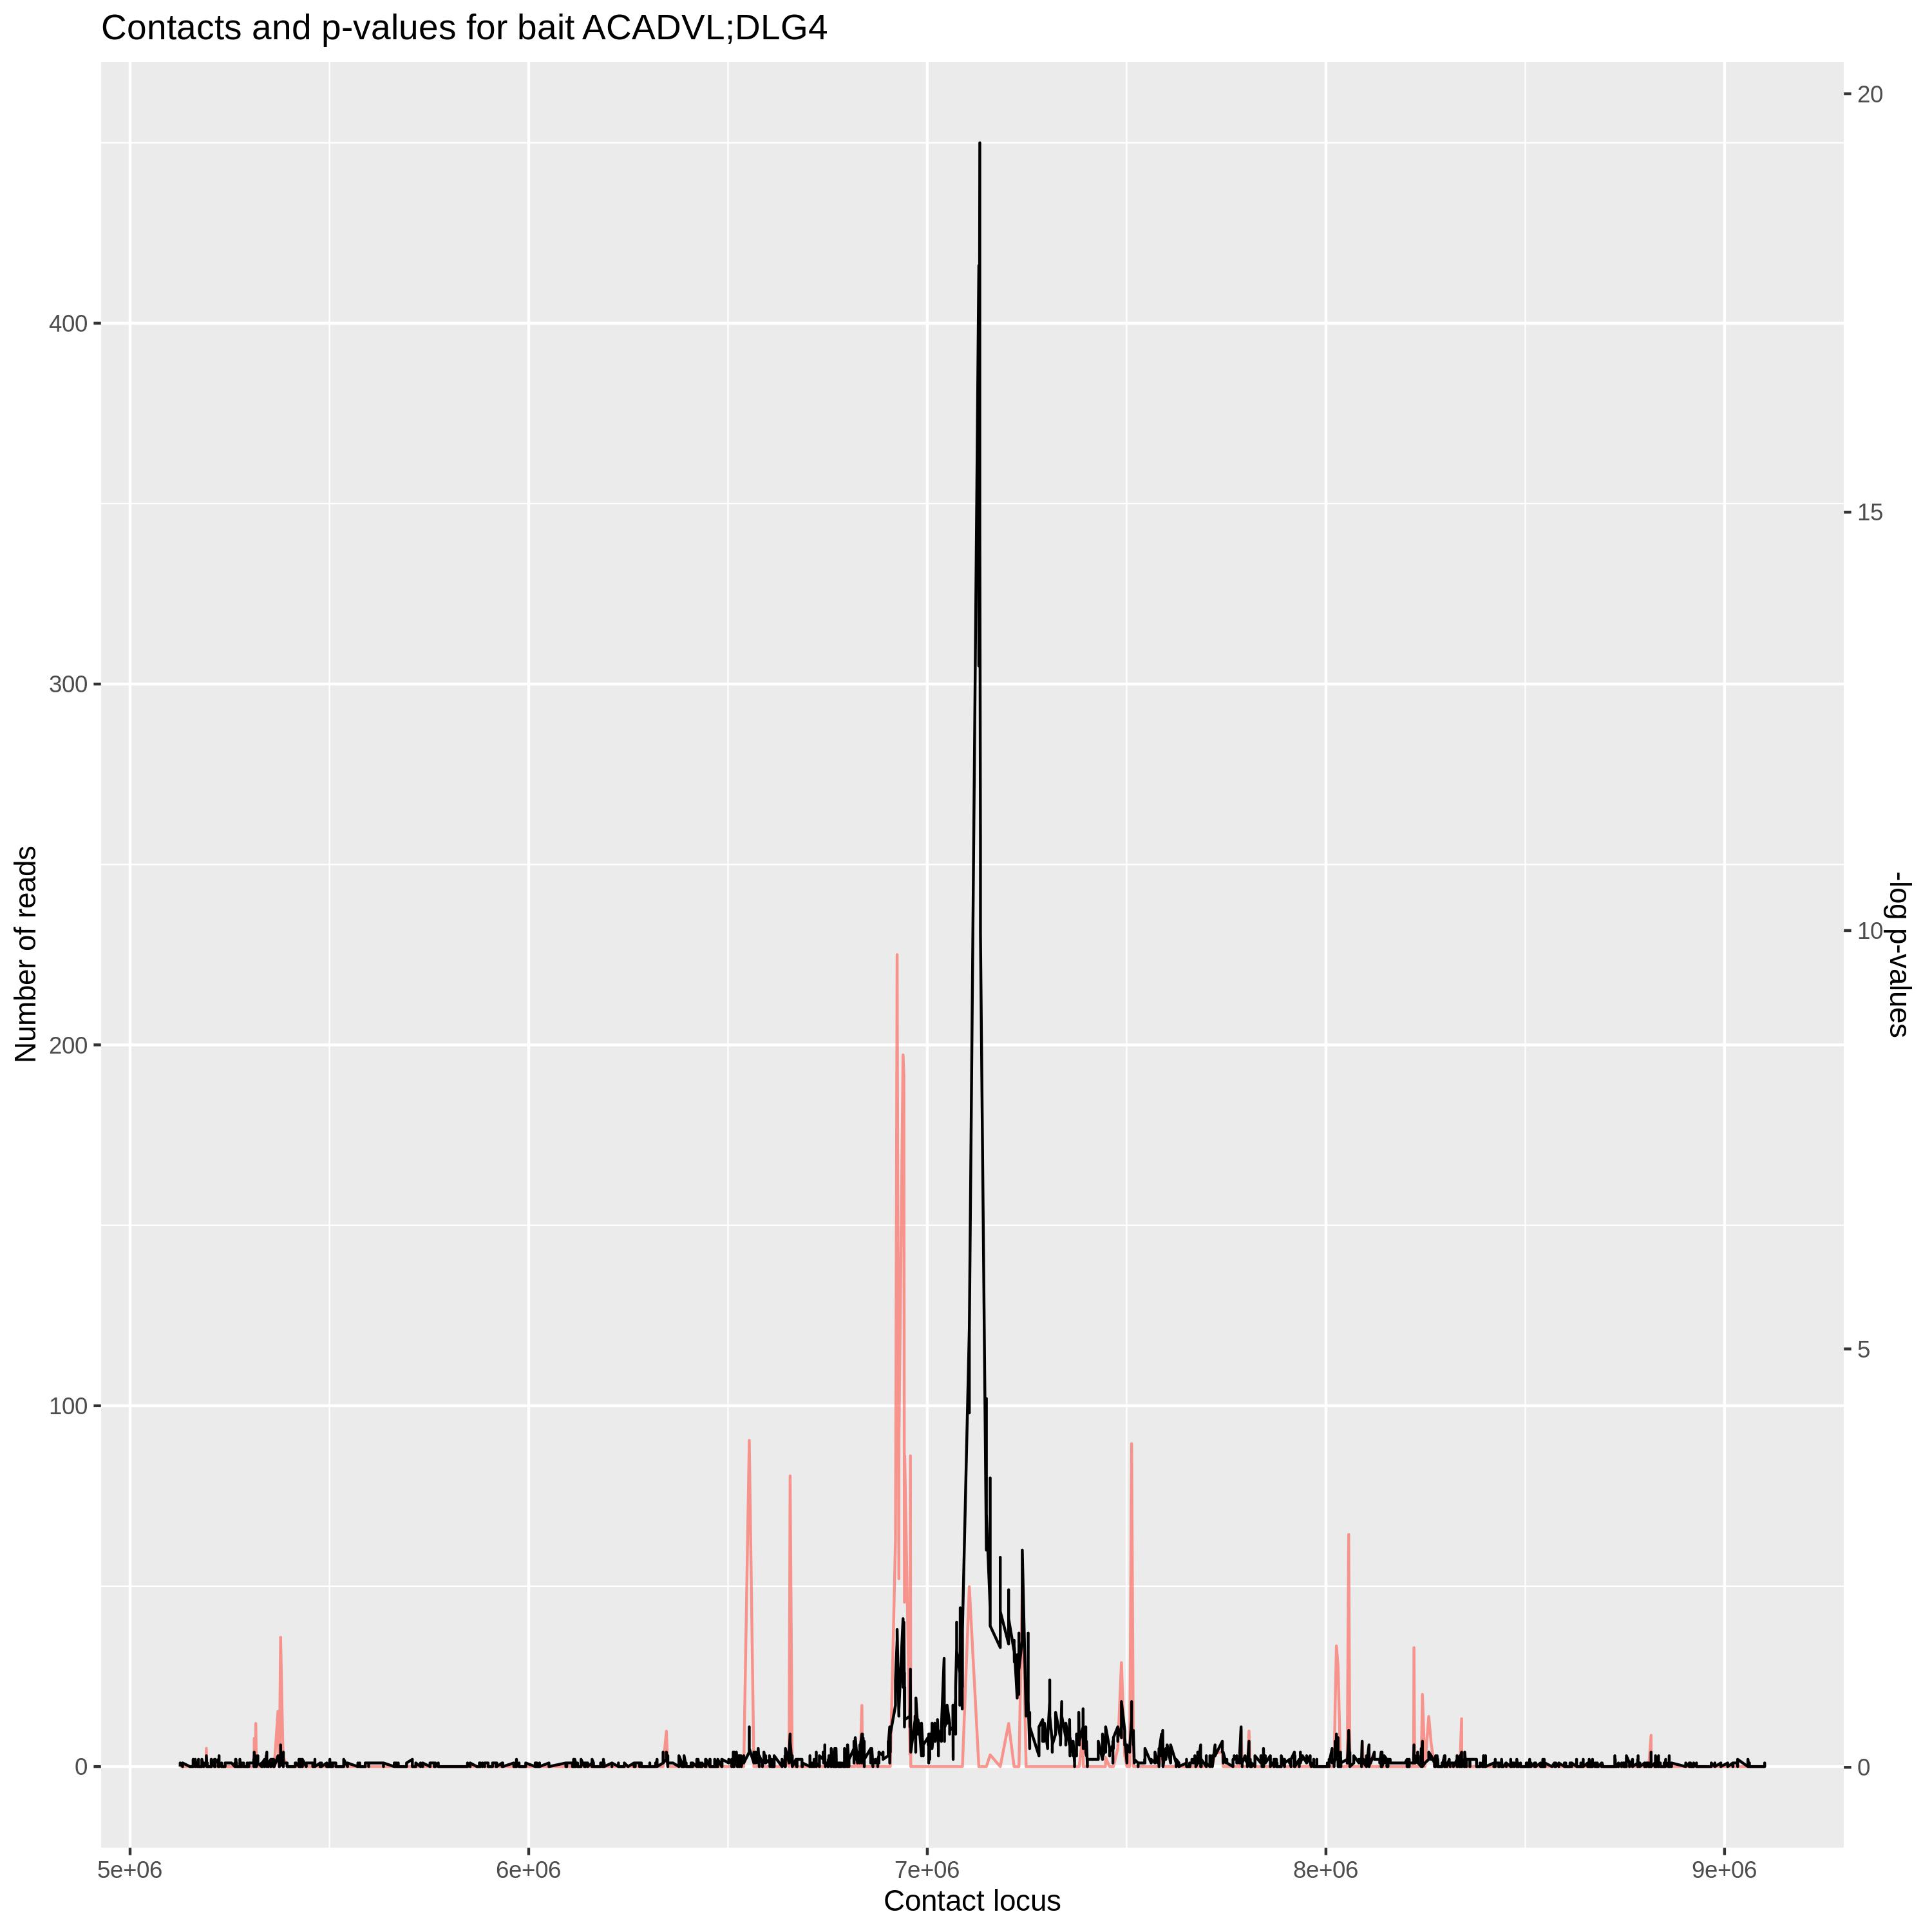 Contacts and p-values for bait ACADVL;DLG4
Number of reads
400
300
200
100
0
20
15
10
5
0
-log p-values
5e+06
6e+06
7e+06
8e+06
9e+06
Contact locus